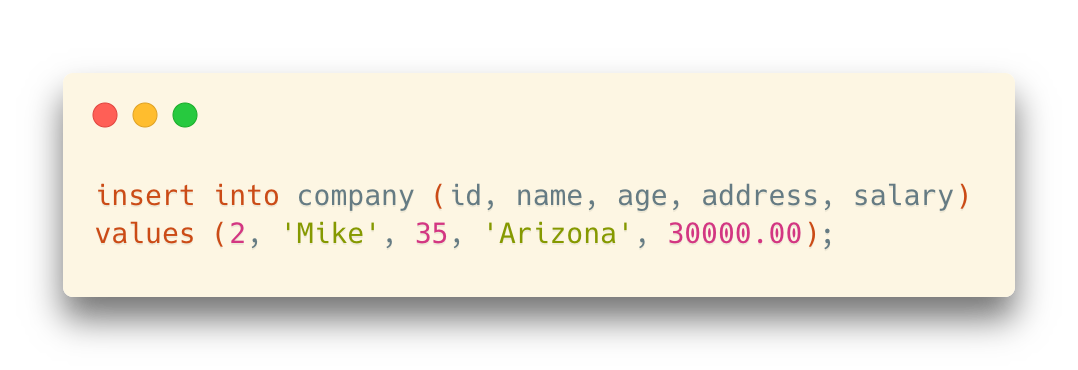 insert into company (id, name, age, address, salary)
values (2, 'Mike', 35, 'Arizona', 30000.00);